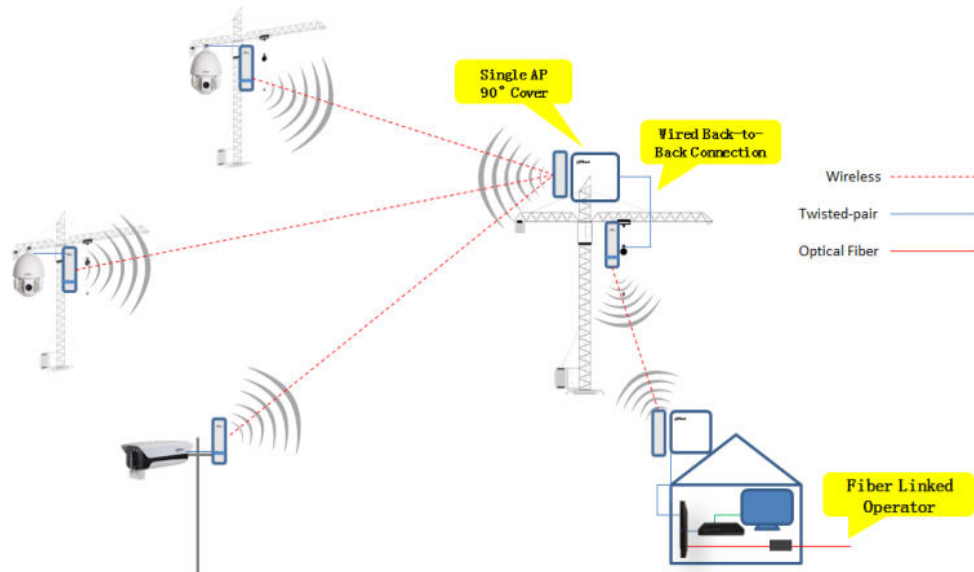 Single AP
90° Cover
Wired Back-to-
Back Connection
Wireless
Twisted-pair
Optical Fiber
Fiber Linked
Operator